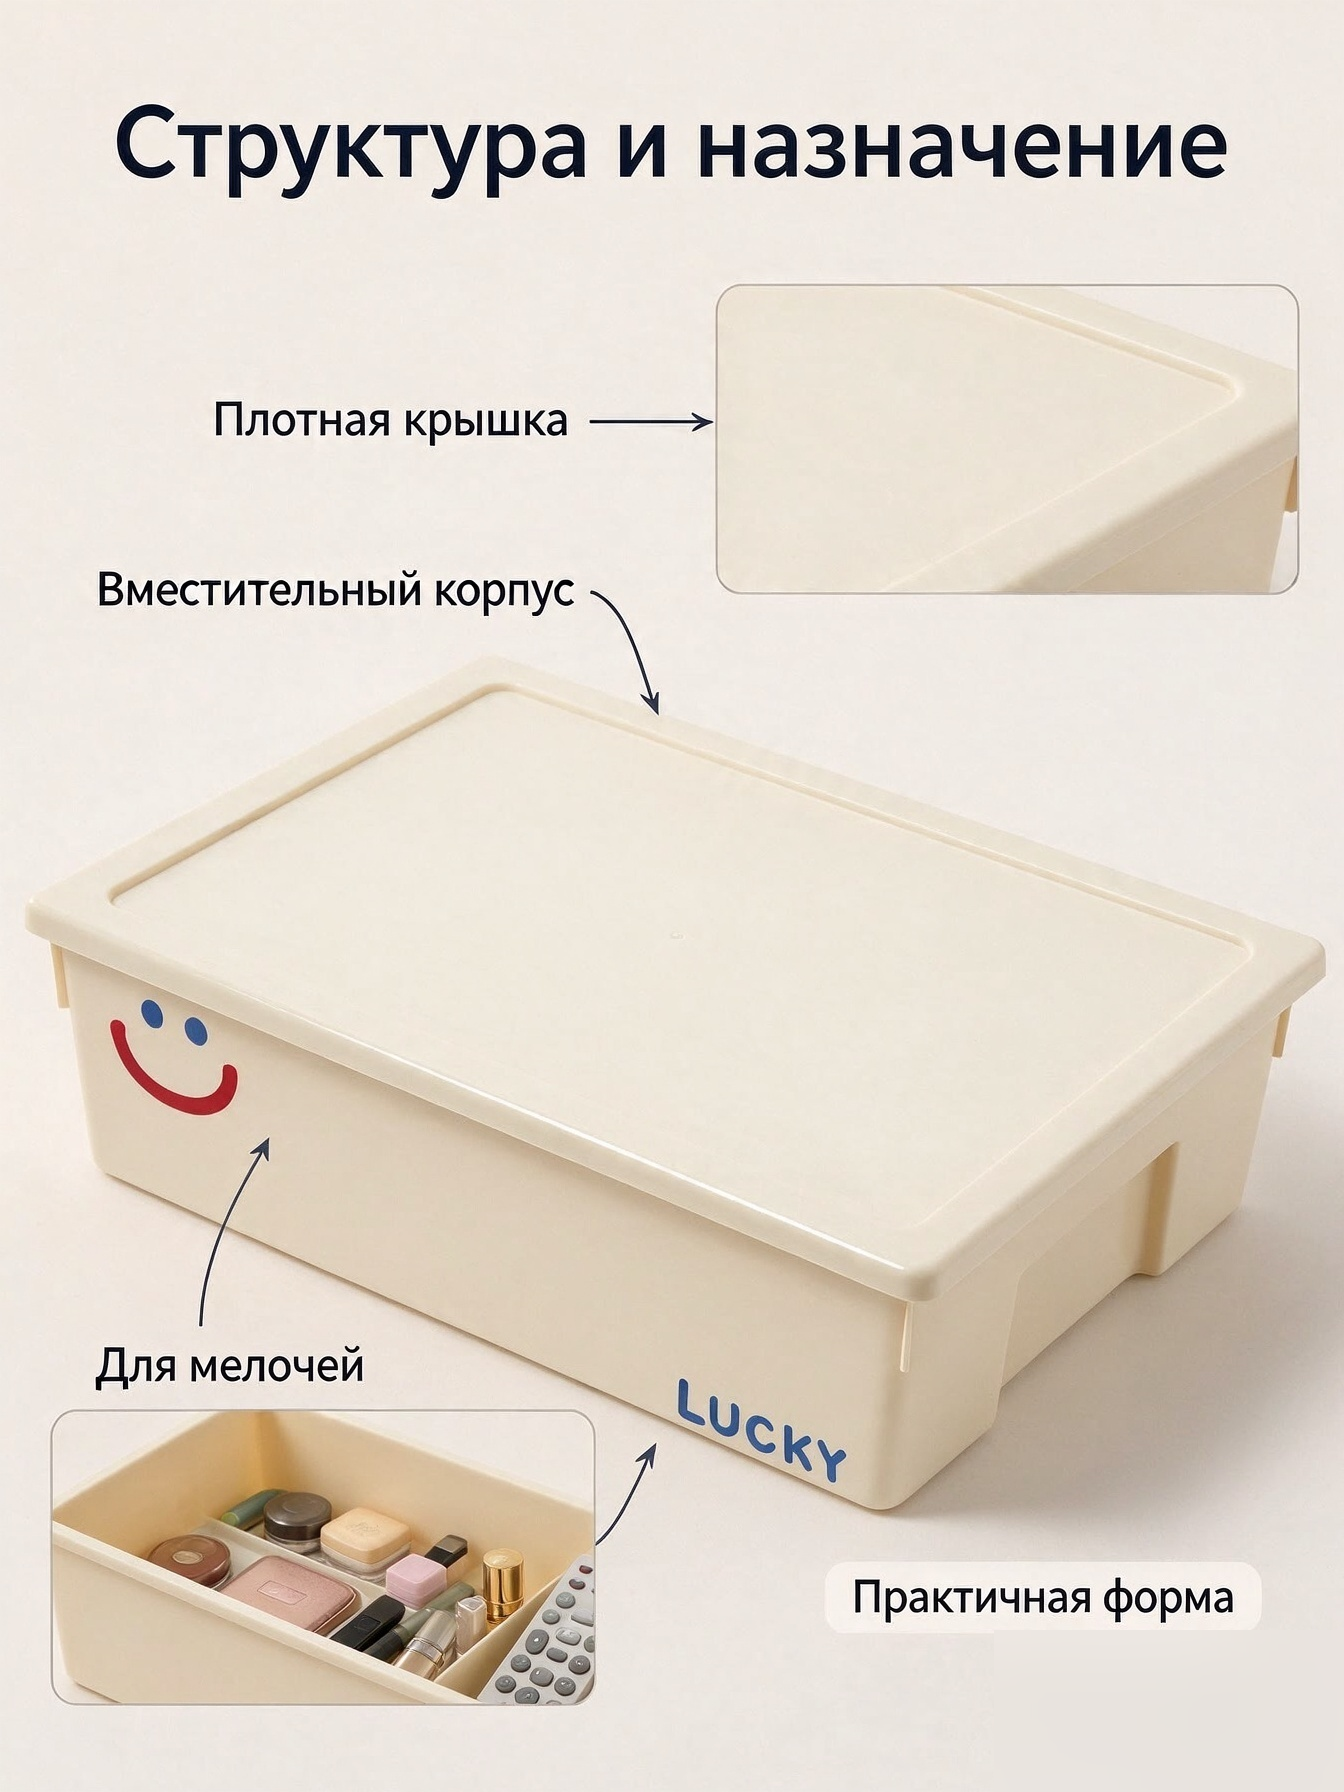 Структура и назначение
Плотная крышка
Вместительный корпус
Для мелочей
LUCKY
Практичная форма